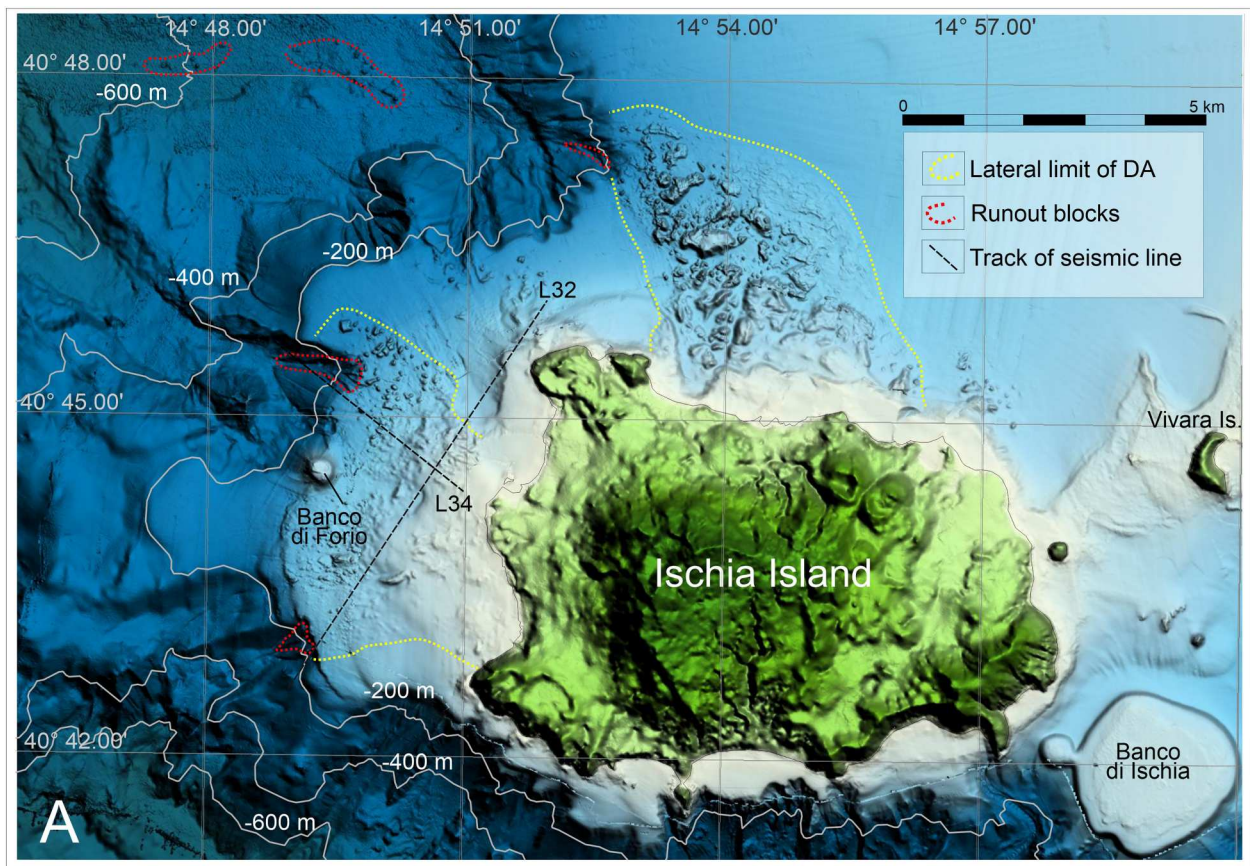 14° 48.00' 14° 51.00' 14° 54.00' 14° 57.00'
40° 48.00'
-600 m
0 5 km
Lateral limit of DA
Runout blocks
Track of seismic line
-200 m
-400 m
L32
40° 45.00'
Vivara Is.
L34
Banco
di Forio
Ischia Island
-200 m
40° 42.00'
-400 m
Banco
di Ischia
-600 m
A